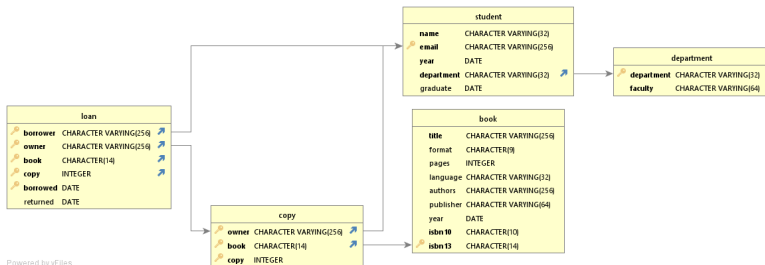 student
name CHARACTER VARYING(32)
email CHARACTER VARYING(256)
year DATE
department CHARACTER VARYING(32)
graduate DATE
department
department CHARACTER VARYING(32)
faculty CHARACTER VARYING(64)
loan
borrower CHARACTER VARYING(256)
owner CHARACTER VARYING(256)
book CHARACTER(14)
copy INTEGER
borrowed DATE
returned DATE
book
title CHARACTER VARYING(256)
format CHARACTER(9)
pages INTEGER
language CHARACTER VARYING(32)
authors CHARACTER VARYING(256)
publisher CHARACTER VARYING(64)
year DATE
isbn10 CHARACTER(10)
isbn13 CHARACTER(14)
copy
owner CHARACTER VARYING(256)
book CHARACTER(14)
copy INTEGER
Powered by yFiles